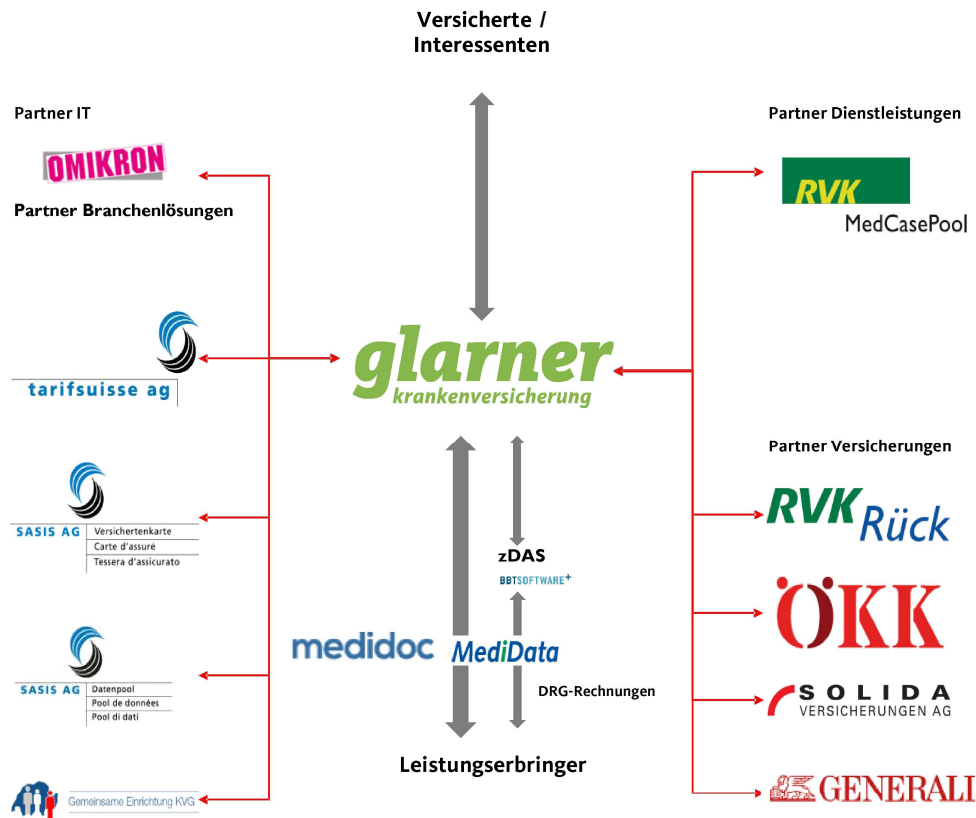 Versicherte /
Interessenten
Partner IT
OMIKRON
Partner Branchenlösungen
tarifsuisse ag
SASIS AG
Versichertenkarte
Carte d'assuré
Tessera d'assicurato
SASIS AG
Datenpool
Pool de données
Pool di dati
Gemeinsame Einrichtung KVG
glarner
krankenversicherung
zDAS
BBTSOFTWARE+
medidoc
MediData
DRG-Rechnungen
Leistungserbringer
Partner Dienstleistungen
RVK
MedCasePool
Partner Versicherungen
RVK
Rück
ÖKK
SOLIDA
VERSICHERUNGEN AG
GENERALI